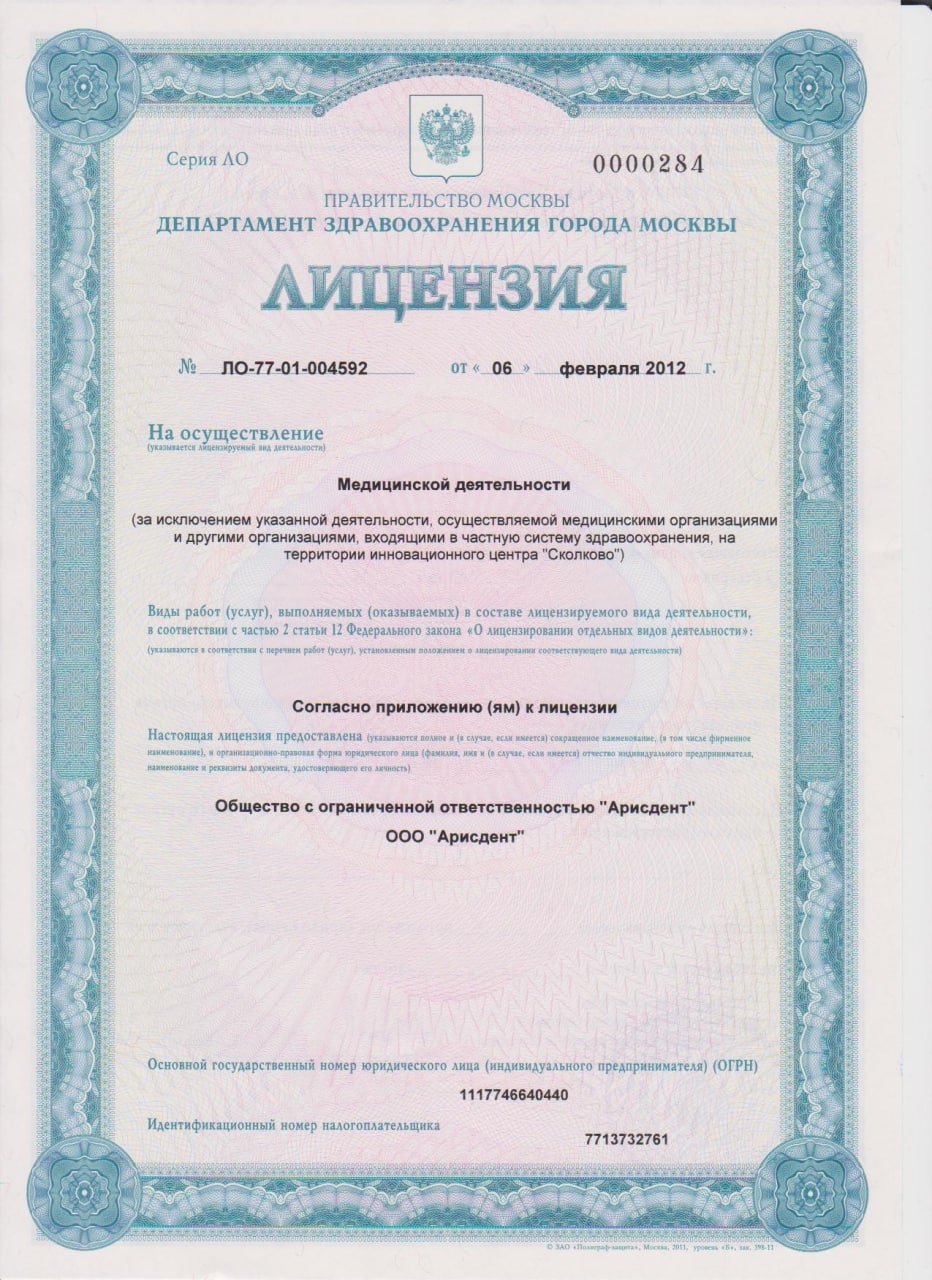 Серия ЛО
0000284
ПРАВИТЕЛЬСТВО МОСКВЫ
ДЕПАРТАМЕНТ ЗДРАВООХРАНЕНИЯ ГОРОДА МОСКВЫ
ЛИЦЕНЗИЯ
№ ЛО-77-01-004592 от « 06 » февраля 2012 г.
На осуществление
(указывается лицензируемый вид деятельности)
Медицинской деятельности
(за исключением указанной деятельности, осуществляемой медицинскими организациями
и другими организациями, входящими в частную систему здравоохранения, на
территории инновационного центра "Сколково")
Виды работ (услуг), выполняемых (оказываемых) в составе лицензируемого вида деятельности,
в соответствии с частью 2 статьи 12 Федерального закона «О лицензировании отдельных видов деятельности»:
(указываются в соответствии с перечнем работ (услуг), установленным положением о лицензировании соответствующего вида деятельности)
Согласно приложению (ям) к лицензии
Настоящая лицензия предоставлена (указываются полное и (в случае, если имеется) сокращенное наименование, (в том числе фирменное
наименование), и организационно-правовая форма юридического лица (фамилия, имя и (в случае, если имеется) отчество индивидуального предпринимателя,
наименование и реквизиты документа, удостоверяющего его личность)
Общество с ограниченной ответственностью "Арисдент"
ООО "Арисдент"
Основной государственный номер юридического лица (индивидуального предпринимателя) (ОГРН)
1117746640440
Идентификационный номер налогоплательщика
7713732761
© ЗАО «Полиграф-защита», Москва, 2011, уровень «Б», зак. 398-11